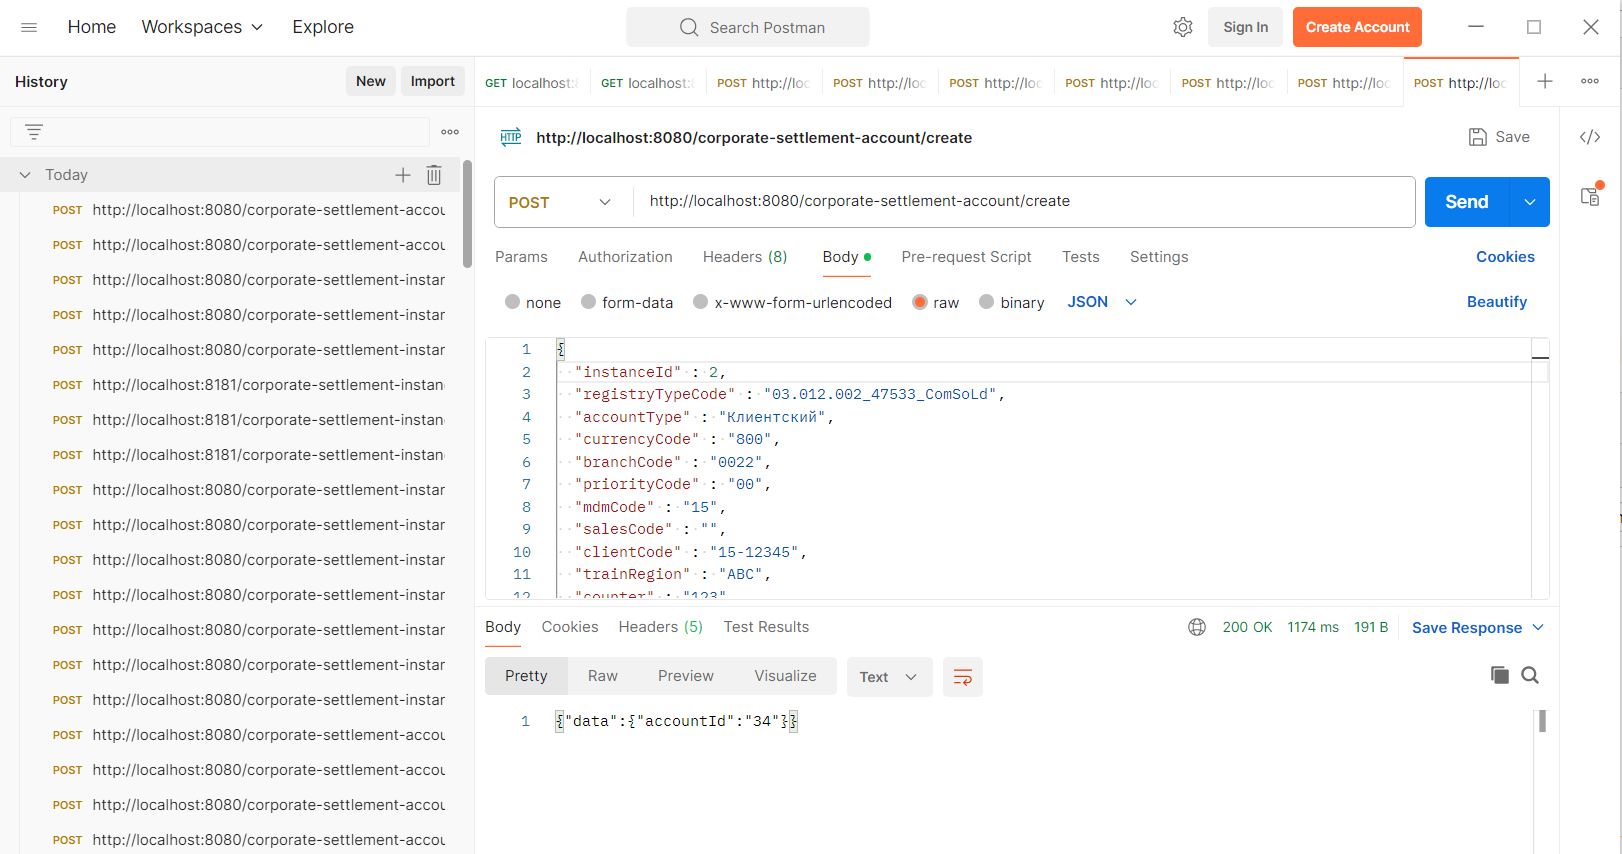 Home Workspaces Explore Search Postman Sign In Create Account
History New Import
GET localhost: GET localhost: POST http://loc POST http://loc POST http://loc POST http://loc POST http://loc POST http://loc POST http://loc
HTTP http://localhost:8080/corporate-settlement-account/create Save
Today
POST http://localhost:8080/corporate-settlement-accou
POST http://localhost:8080/corporate-settlement-accou
POST http://localhost:8080/corporate-settlement-instar
POST http://localhost:8080/corporate-settlement-instar
POST http://localhost:8080/corporate-settlement-instar
POST http://localhost:8181/corporate-settlement-instan
POST http://localhost:8181/corporate-settlement-instan
POST http://localhost:8181/corporate-settlement-instan
POST http://localhost:8080/corporate-settlement-instar
POST http://localhost:8080/corporate-settlement-instar
POST http://localhost:8080/corporate-settlement-instar
POST http://localhost:8080/corporate-settlement-instar
POST http://localhost:8080/corporate-settlement-instar
POST http://localhost:8080/corporate-settlement-instar
POST http://localhost:8080/corporate-settlement-instar
POST http://localhost:8080/corporate-settlement-accou
POST http://localhost:8080/corporate-settlement-accou
POST http://localhost:8080/corporate-settlement-accou
POST http://localhost:8080/corporate-settlement-accou
POST http://localhost:8080/corporate-settlement-account/create Send
Params Authorization Headers (8) Body Pre-request Script Tests Settings Cookies
none form-data x-www-form-urlencoded raw binary JSON Beautify
1 {
2 "instanceId" : 2,
3 "registryTypeCode" : "03.012.002_47533_ComSoLd",
4 "accountType" : "Клиентский",
5 "currencyCode" : "800",
6 "branchCode" : "0022",
7 "priorityCode" : "00",
8 "mdmCode" : "15",
9 "salesCode" : "",
10 "clientCode" : "15-12345",
11 "trainRegion" : "ABC",
12 "counter" : "123"
Body Cookies Headers (5) Test Results 200 OK 1174 ms 191 B Save Response
Pretty Raw Preview Visualize Text
1 {"data":{"accountId":"34"}}